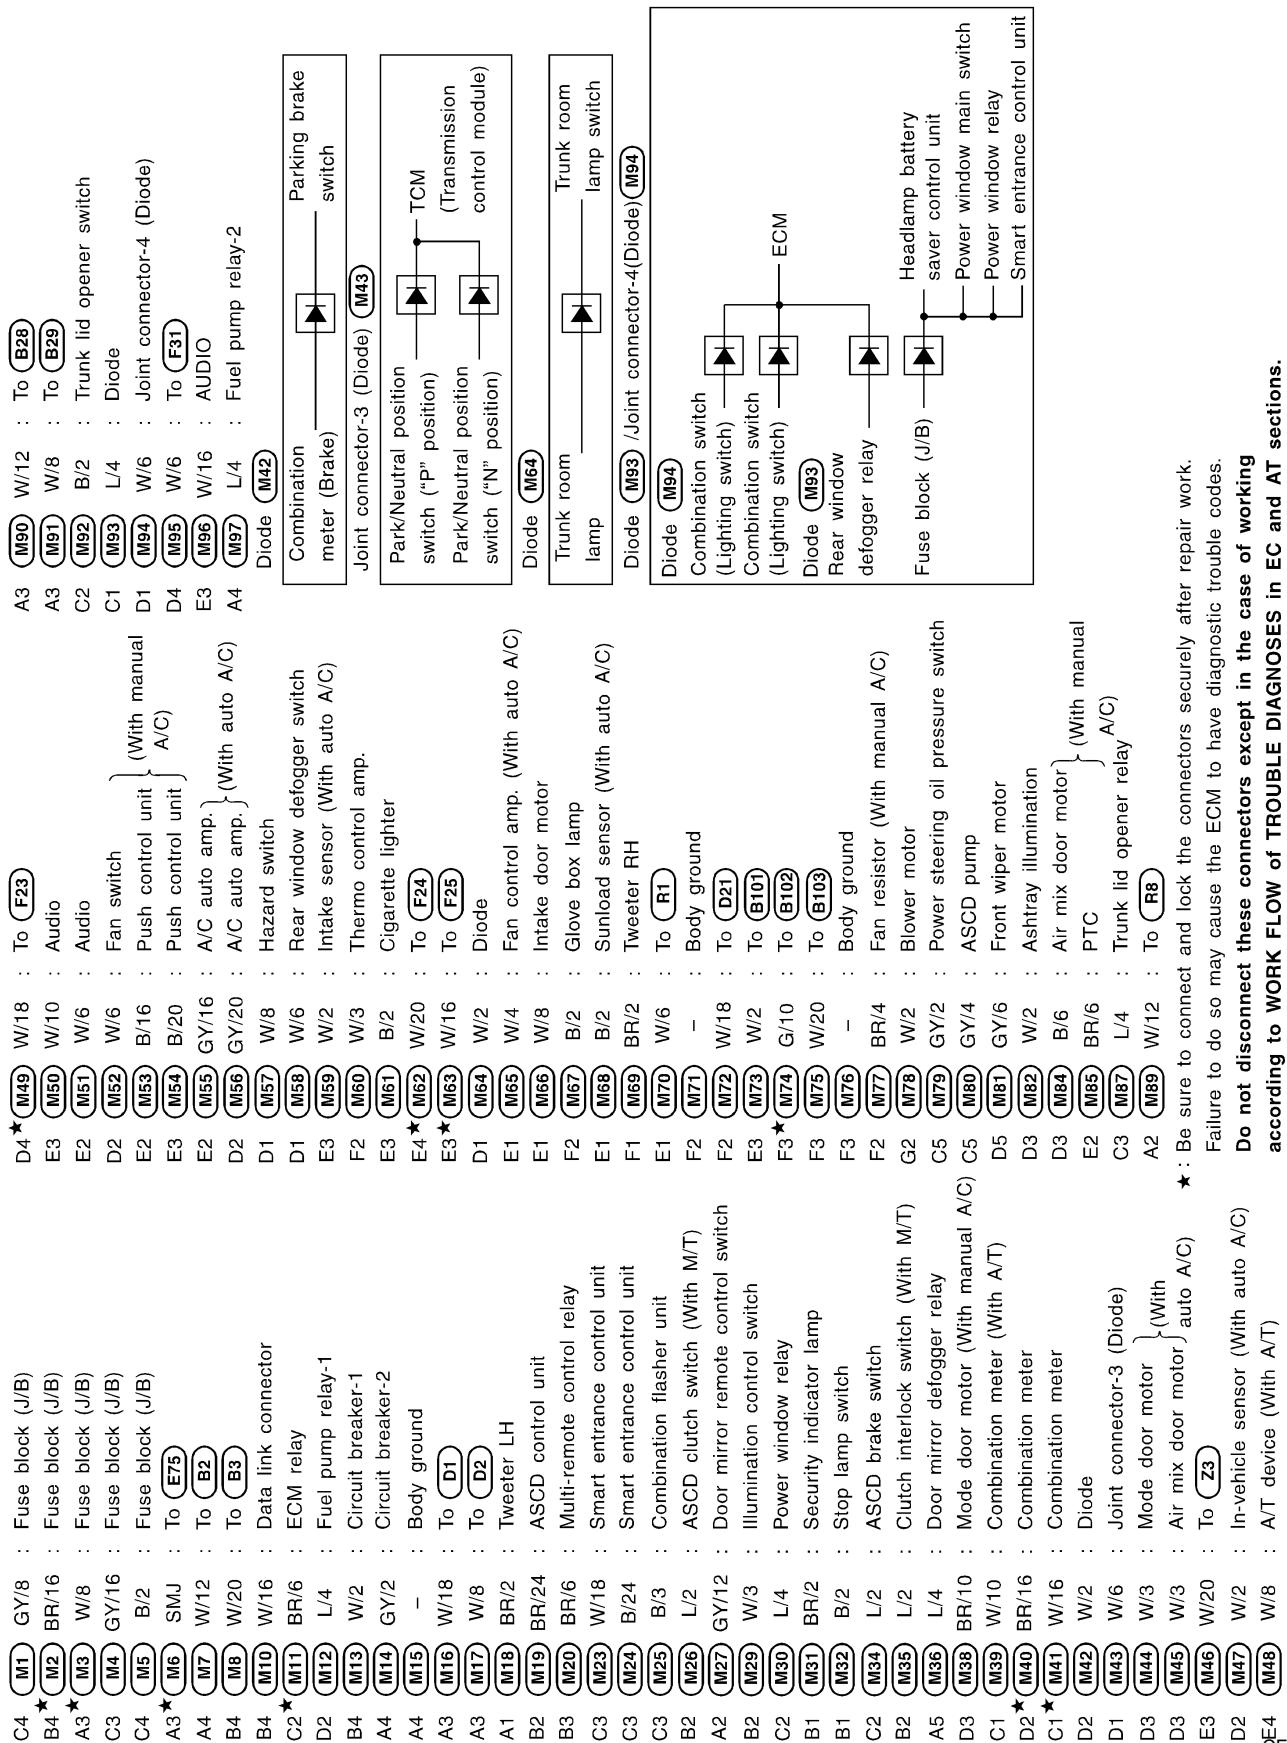 C4 M1 GY/8 : Fuse block (J/B)
B4★ M2 BR/16 : Fuse block (J/B)
A3★ M3 W/8 : Fuse block (J/B)
C3 M4 GY/16 : Fuse block (J/B)
C4 M5 B/2 : Fuse block (J/B)
A3★ M6 SMJ : To E75
A4 M7 W/12 : To B2
B4 M8 W/20 : To B3
B4 M10 W/16 : Data link connector
C2★ M11 BR/6 : ECM relay
D2 M12 L/4 : Fuel pump relay-1
B4 M13 W/2 : Circuit breaker-1
A4 M14 GY/2 : Circuit breaker-2
A4 M15 – : Body ground
A3 M16 W/18 : To D1
A3 M17 W/8 : To D2
A1 M18 BR/2 : Tweeter LH
B2 M19 BR/24 : ASCD control unit
B3 M20 BR/6 : Multi-remote control relay
C3 M23 W/18 : Smart entrance control unit
C3 M24 B/24 : Smart entrance control unit
C3 M25 B/3 : Combination flasher unit
B2 M26 L/2 : ASCD clutch switch (With M/T)
A2 M27 GY/12 : Door mirror remote control switch
B2 M29 W/3 : Illumination control switch
C2 M30 L/4 : Power window relay
B1 M31 BR/2 : Security indicator lamp
B1 M32 B/2 : Stop lamp switch
C2 M34 L/2 : ASCD brake switch
B2 M35 L/2 : Clutch interlock switch (With M/T)
A5 M36 L/4 : Door mirror defogger relay
D3 M38 BR/10 : Mode door motor (With manual A/C)
C1 M39 W/10 : Combination meter (With A/T)
D2★ M40 BR/16 : Combination meter
C1★ M41 W/16 : Combination meter
D2 M42 W/2 : Diode
D1 M43 W/6 : Joint connector-3 (Diode)
D3 M44 W/3 : Mode door motor
(With
D3 M45 W/3 : Air mix door motor
auto A/C)
E3 M46 W/20 : To Z3
D2 M47 W/2 : In-vehicle sensor (With auto A/C)
E4 M48 W/8 : A/T device (With A/T)
D4★ M49 W/18 : To F23
E3 M50 W/10 : Audio
E2 M51 W/6 : Audio
D2 M52 W/6 : Fan switch
E2 M53 B/16 : Push control unit
(With manual
E3 M54 B/20 : Push control unit
A/C)
E2 M55 GY/16 : A/C auto amp.
(With auto A/C)
D2 M56 GY/20 : A/C auto amp.
D1 M57 W/8 : Hazard switch
D1 M58 W/6 : Rear window defogger switch
E3 M59 W/2 : Intake sensor (With auto A/C)
F2 M60 W/3 : Thermo control amp.
E3 M61 B/2 : Cigarette lighter
E4★ M62 W/20 : To F24
E3★ M63 W/16 : To F25
D1 M64 W/2 : Diode
E1 M65 W/4 : Fan control amp. (With auto A/C)
E1 M66 W/8 : Intake door motor
F2 M67 B/2 : Glove box lamp
E1 M68 B/2 : Sunload sensor (With auto A/C)
F1 M69 BR/2 : Tweeter RH
E1 M70 W/6 : To R1
F2 M71 – : Body ground
F2 M72 W/18 : To D21
E3 M73 W/2 : To B101
F3★ M74 G/10 : To B102
F3 M75 W/20 : To B103
F3 M76 – : Body ground
F2 M77 BR/4 : Fan resistor (With manual A/C)
G2 M78 W/2 : Blower motor
C5 M79 GY/2 : Power steering oil pressure switch
C5 M80 GY/4 : ASCD pump
D5 M81 GY/6 : Front wiper motor
D3 M82 W/2 : Ashtray illumination
D3 M84 B/6 : Air mix door motor
(With manual
E2 M85 BR/6 : PTC
A/C)
C3 M87 L/4 : Trunk lid opener relay
A2 M89 W/12 : To R8
A3 M90 W/12 : To B28
A3 M91 W/8 : To B29
C2 M92 B/2 : Trunk lid opener switch
C1 M93 L/4 : Diode
D1 M94 W/6 : Joint connector-4 (Diode)
D4 M95 W/6 : To F31
E3 M96 W/16 : AUDIO
A4 M97 L/4 : Fuel pump relay-2
Diode M42
Combination
meter (Brake)
Parking brake
switch
Joint connector-3 (Diode) M43
Park/Neutral position
switch (“P” position)
Park/Neutral position
switch (“N” position)
TCM
(Transmission
control module)
Diode M64
Trunk room
lamp
Trunk room
lamp switch
Diode M93 /Joint connector-4(Diode) M94
Diode M94
Combination switch
(Lighting switch)
Combination switch
(Lighting switch)
ECM
Diode M93
Rear window
defogger relay
Fuse block (J/B)
Headlamp battery
saver control unit
Power window main switch
Power window relay
Smart entrance control unit
★: Be sure to connect and lock the connectors securely after repair work.
Failure to do so may cause the ECM to have diagnostic trouble codes.
Do not disconnect these connectors except in the case of working
according to WORK FLOW of TROUBLE DIAGNOSES in EC and AT sections.